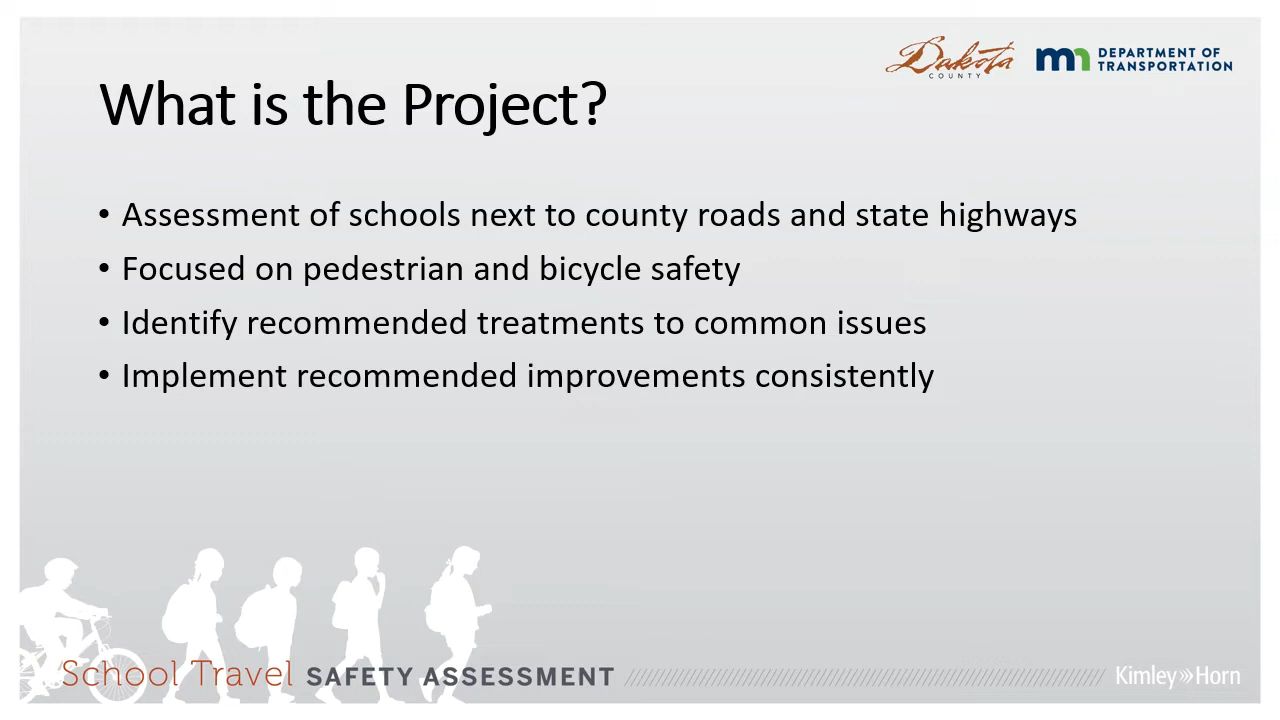 Dakota
COUNTY
mn DEPARTMENT OF
TRANSPORTATION
What is the Project?
• Assessment of schools next to county roads and state highways
• Focused on pedestrian and bicycle safety
• Identify recommended treatments to common issues
• Implement recommended improvements consistently
School Travel SAFETY ASSESSMENT
Kimley»Horn